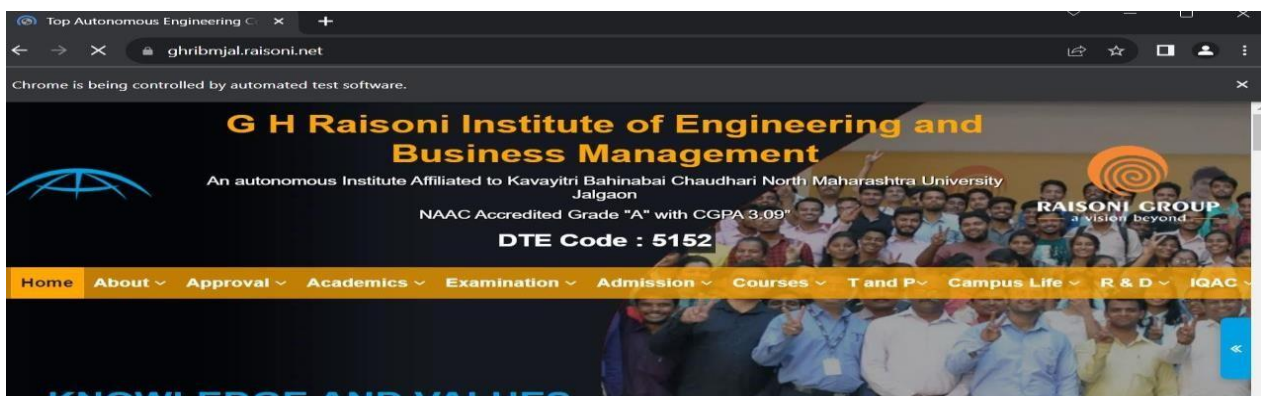 Top Autonomous Engineering C
ghribmjal.raisoni.net
Chrome is being controlled by automated test software.
G H Raisoni Institute of Engineering and
Business Management
An autonomous Institute Affiliated to Kavayitri Bahinabai Chaudhari North Maharashtra University
Jalgaon
NAAC Accredited Grade "A" with CGPA 3.09"
DTE Code : 5152
RAISONI GROUP
a vision beyond
Home About Approval Academics Examination Admission Courses T and P Campus Life R & D IQAC
KNOWLEDGE AND VALUES